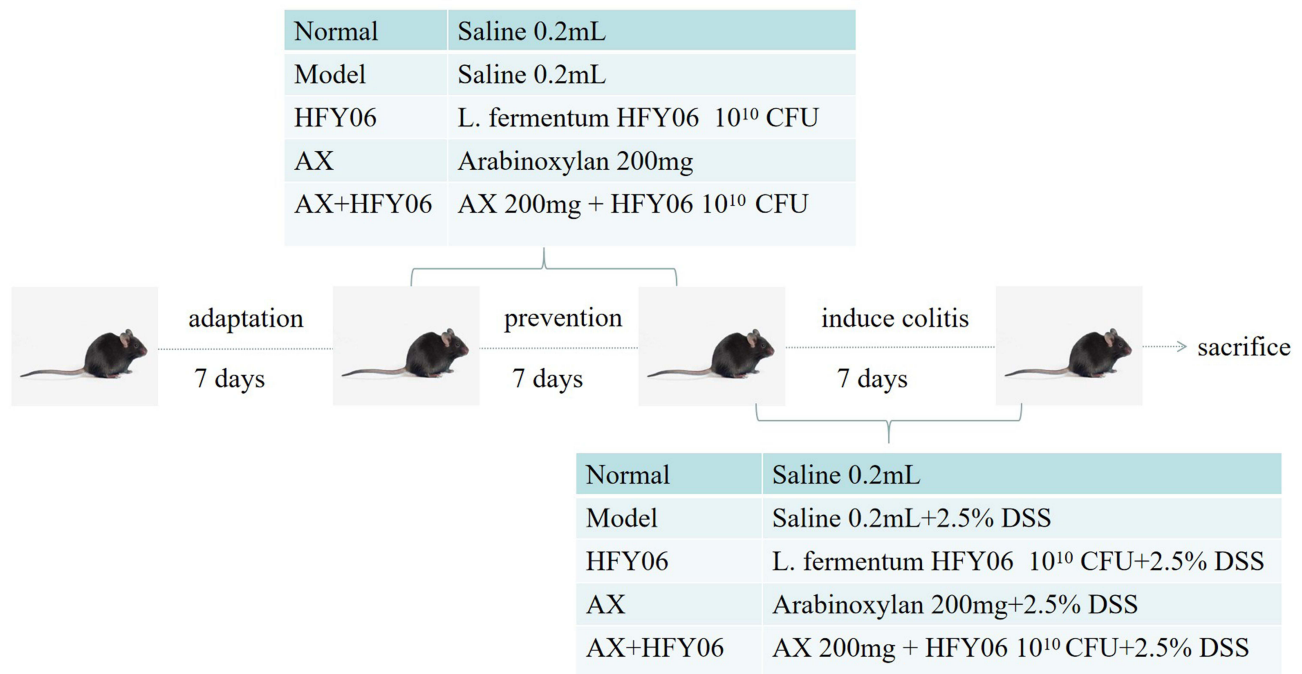 Normal Saline 0.2mL
Model Saline 0.2mL
HFY06 L. fermentum HFY06 10¹⁰ CFU
AX Arabinoxylan 200mg
AX+HFY06 AX 200mg + HFY06 10¹⁰ CFU
adaptation
7 days
prevention
7 days
induce colitis
7 days
sacrifice
Normal Saline 0.2mL
Model Saline 0.2mL+2.5% DSS
HFY06 L. fermentum HFY06 10¹⁰ CFU+2.5% DSS
AX Arabinoxylan 200mg+2.5% DSS
AX+HFY06 AX 200mg + HFY06 10¹⁰ CFU+2.5% DSS